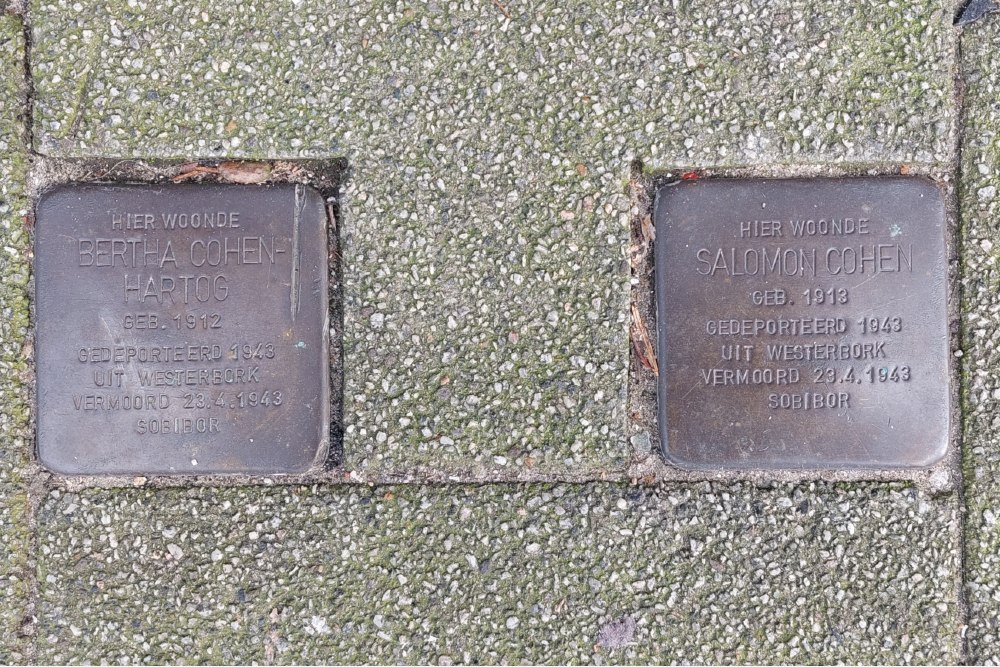 HIER WOONDE
BERTHA COHEN-
HARTOG
GEB. 1912
GEDEPORTEERD 1943
UIT WESTERBORK
VERMOORD 23.4.1943
SOBIBOR
HIER WOONDE
SALOMON COHEN
GEB. 1913
GEDEPORTEERD 1943
UIT WESTERBORK
VERMOORD 23.4.1943
SOBIBOR